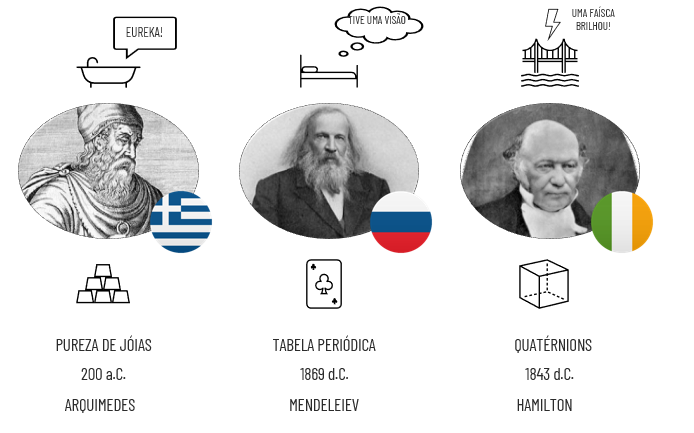 EUREKA!
TIVE UMA VISÃO
UMA FAÍSCA
BRILHOU!
PUREZA DE JÓIAS
TABELA PERIÓDICA
QUATÉRNIONS
200 a.C.
1869 d.C.
1843 d.C.
ARQUIMEDES
MENDELEIEV
HAMILTON